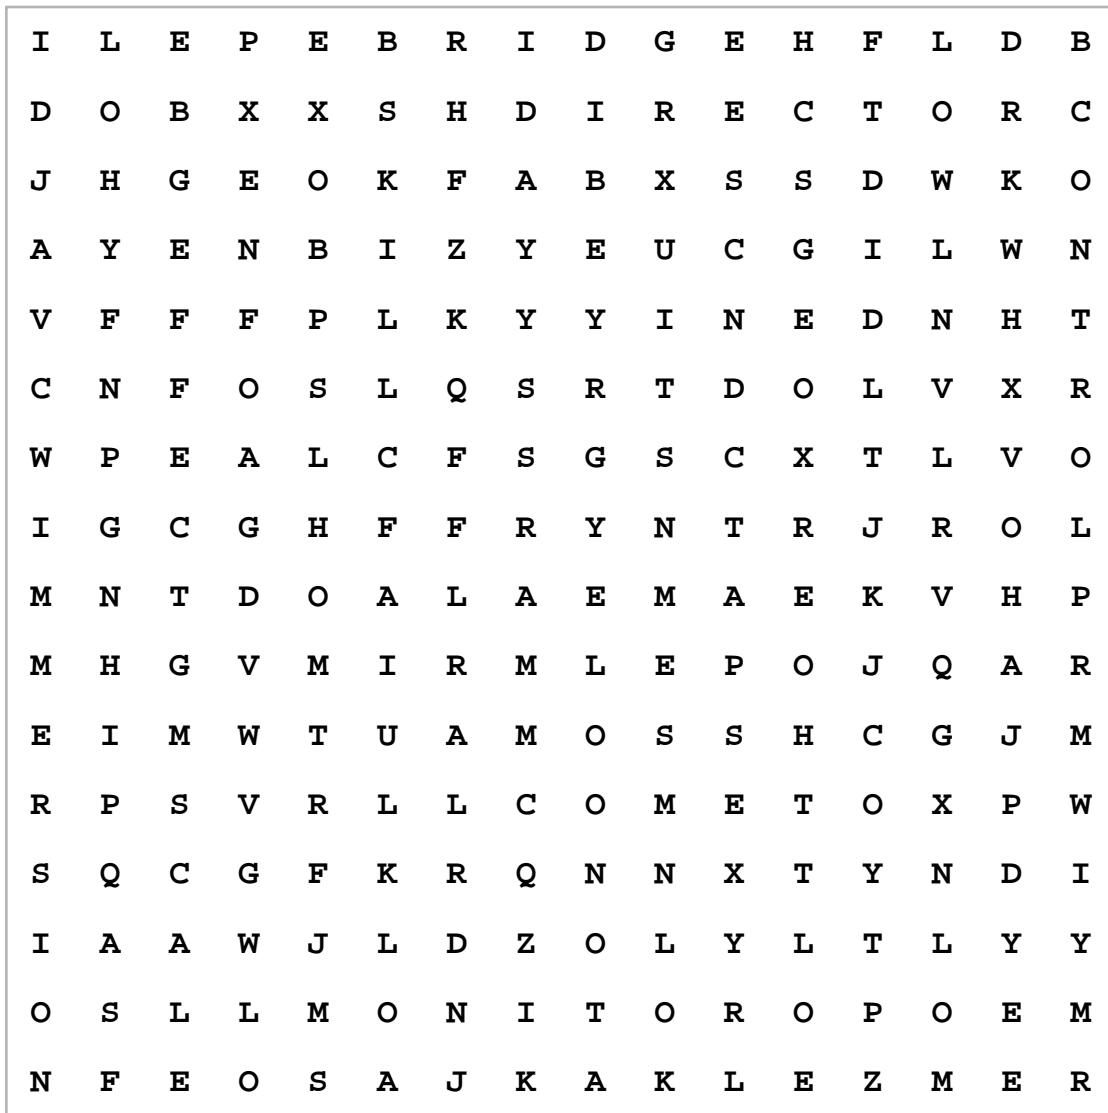 I L E P E B R I D G E H F L D B
D O B X X S H D I R E C T O R C
J H G E O K F A B X S S D W K O
A Y E N B I Z Y E U C G I L W N
V F F F P L K Y Y I N E D N H T
C N F O S L Q S R T D O L V X R
W P E A L C F S G S C X T L V O
I G C G H F F R Y N T R J R O L
M N T D O A L A E M A E K V H P
M H G V M I R M L E P O J Q A R
E I M W T U A M O S S H C G J M
R P S V R L L C O M E T O X P W
S Q C G F K R Q N N X T Y N D I
I A A W J L D Z O L Y L T L Y Y
O S L L M O N I T O R O P O E M
N F E O S A J K A K L E Z M E R